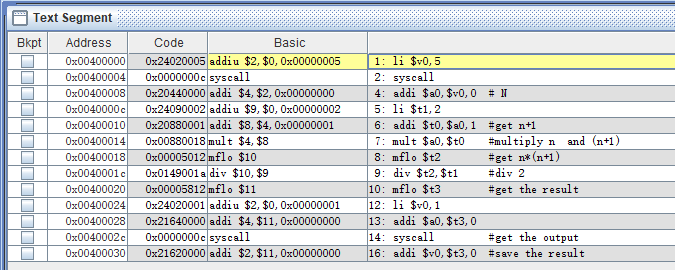 Text Segment
Bkpt Address Code Basic
0x00400000 0x24020005 addiu $2,$0,0x00000005 1: li $v0,5
0x00400004 0x0000000c syscall 2: syscall
0x00400008 0x20440000 addi $4,$2,0x00000000 4: addi $a0,$v0,0 # N
0x0040000c 0x24090002 addiu $9,$0,0x00000002 5: li $t1,2
0x00400010 0x20880001 addi $8,$4,0x00000001 6: addi $t0,$a0,1 #get n+1
0x00400014 0x00880018 mult $4,$8 7: mult $a0,$t0 #multiply n and (n+1)
0x00400018 0x00005012 mflo $10 8: mflo $t2 #get n*(n+1)
0x0040001c 0x0149001a div $10,$9 9: div $t2,$t1 #div 2
0x00400020 0x00005812 mflo $11 10: mflo $t3 #get the result
0x00400024 0x24020001 addiu $2,$0,0x00000001 12: li $v0,1
0x00400028 0x21640000 addi $4,$11,0x00000000 13: addi $a0,$t3,0
0x0040002c 0x0000000c syscall 14: syscall #get the output
0x00400030 0x21620000 addi $2,$11,0x00000000 16: addi $v0,$t3,0 #save the result